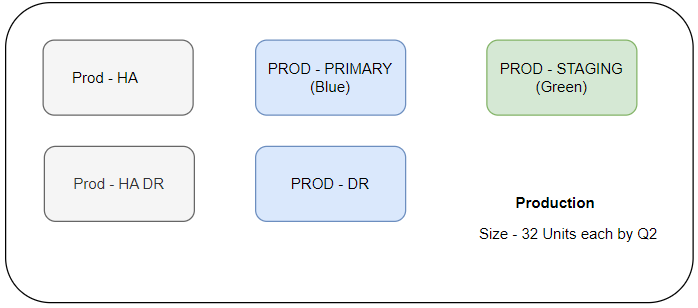 Prod - HA
PROD - PRIMARY
(Blue)
PROD - STAGING
(Green)
Prod - HA DR
PROD - DR
Production
Size - 32 Units each by Q2